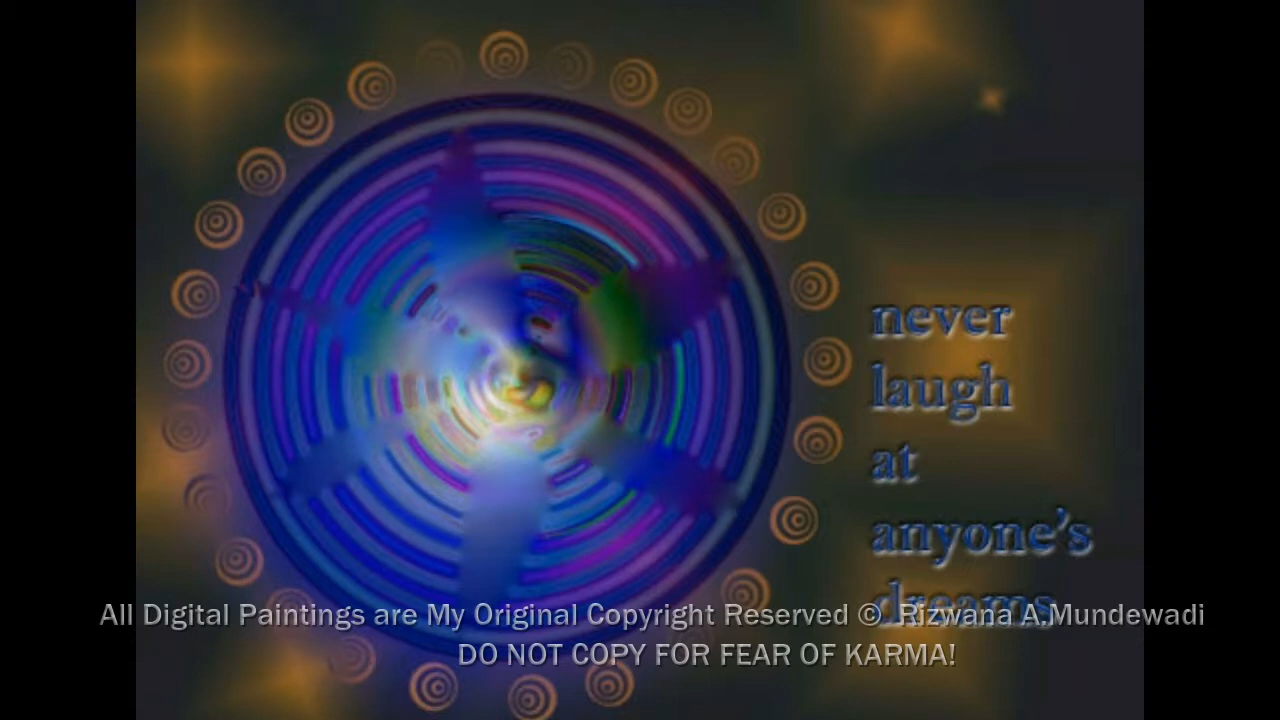 never
laugh
at
anyone's
dreams
All Digital Paintings are My Original Copyright Reserved © Rizwana A.Mundewadi
DO NOT COPY FOR FEAR OF KARMA!